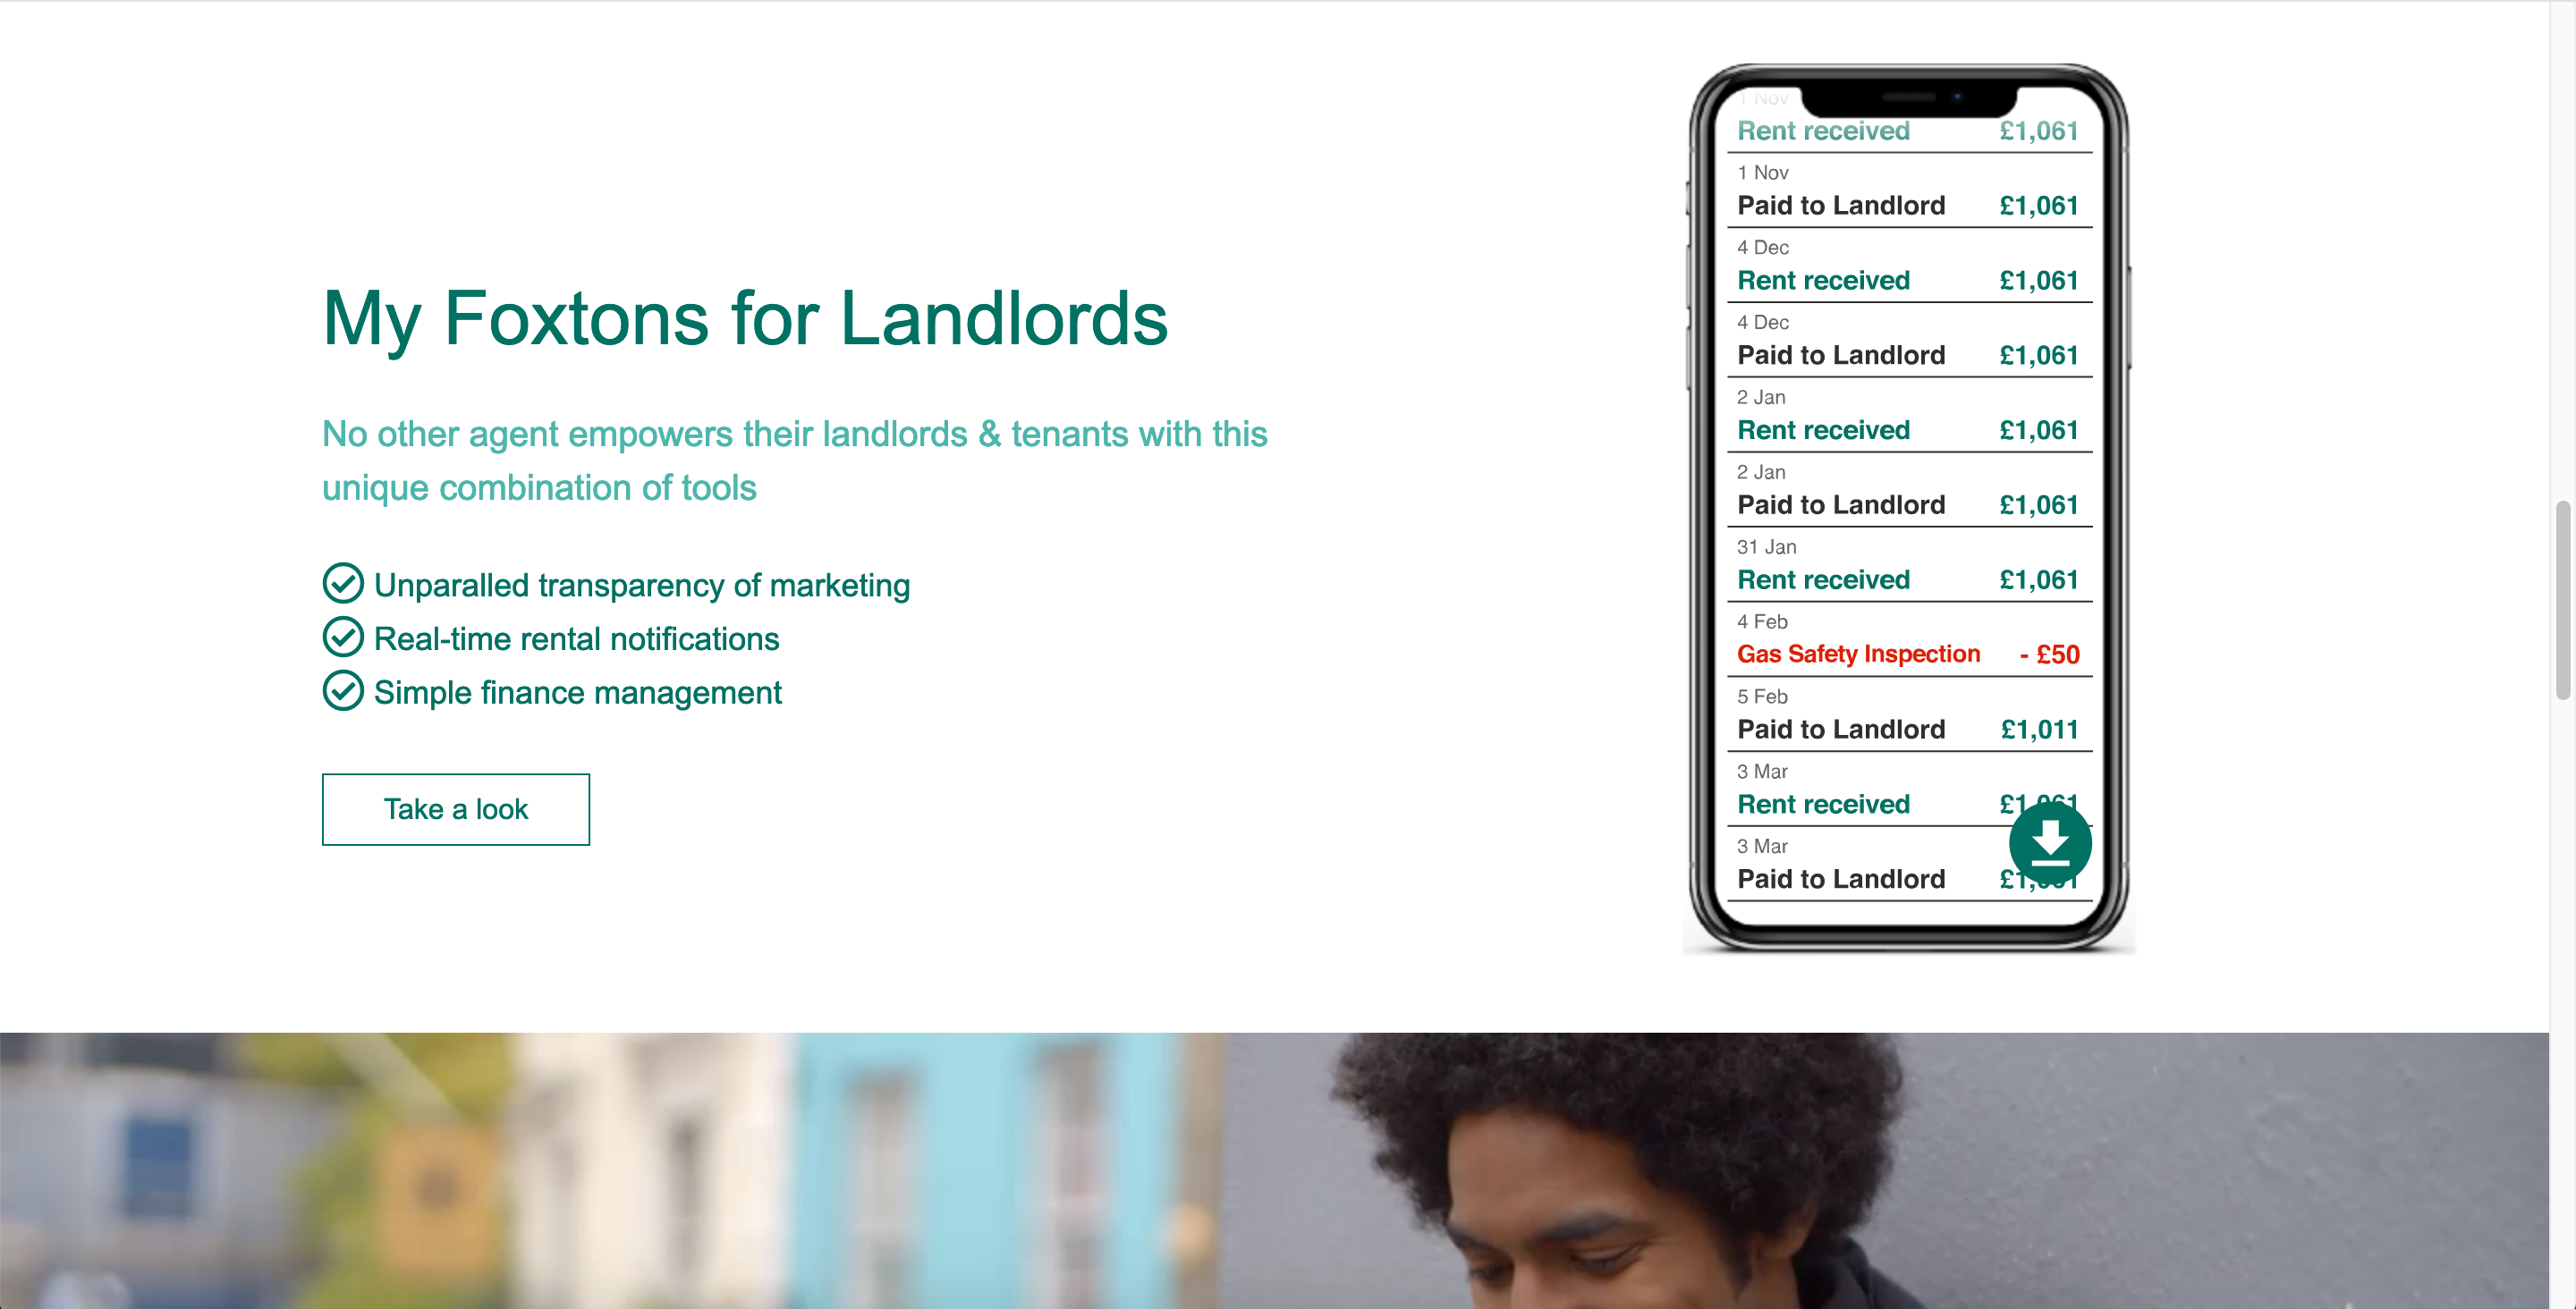 My Foxtons for Landlords
No other agent empowers their landlords & tenants with this
unique combination of tools
Unparalled transparency of marketing
Real-time rental notifications
Simple finance management
Take a look
1 Nov
Rent received £1,061
1 Nov
Paid to Landlord £1,061
4 Dec
Rent received £1,061
4 Dec
Paid to Landlord £1,061
2 Jan
Rent received £1,061
2 Jan
Paid to Landlord £1,061
31 Jan
Rent received £1,061
4 Feb
Gas Safety Inspection - £50
5 Feb
Paid to Landlord £1,011
3 Mar
Rent received £1,061
3 Mar
Paid to Landlord